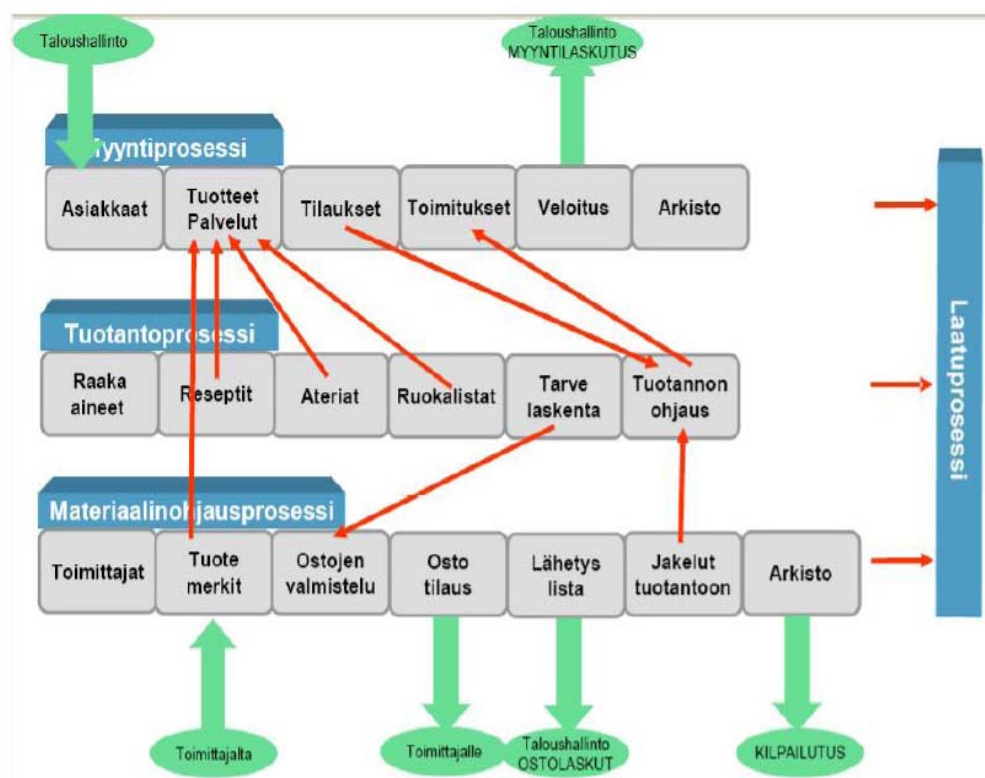 Taloushallinto
Taloushallinto
MYYNTILASKUTUS
yyntiprosessi
Asiakkaat
Tuotteet
Palvelut
Tilaukset
Toimitukset
Veloitus
Arkisto
Tuotantoprosessi
Raaka
aineet
Reseptit
Ateriat
Ruokalistat
Tarve
laskenta
Tuotannon
ohjaus
Materiaalinohjausprosessi
Toimittajat
Tuote
merkit
Ostojen
valmistelu
Osto
tilaus
Lähetys
lista
Jakelut
tuotantoon
Arkisto
Laatuprosessi
Toimittajalta
Toimittajalle
Taloushallinto
OSTOLASKUT
KILPAILUTUS